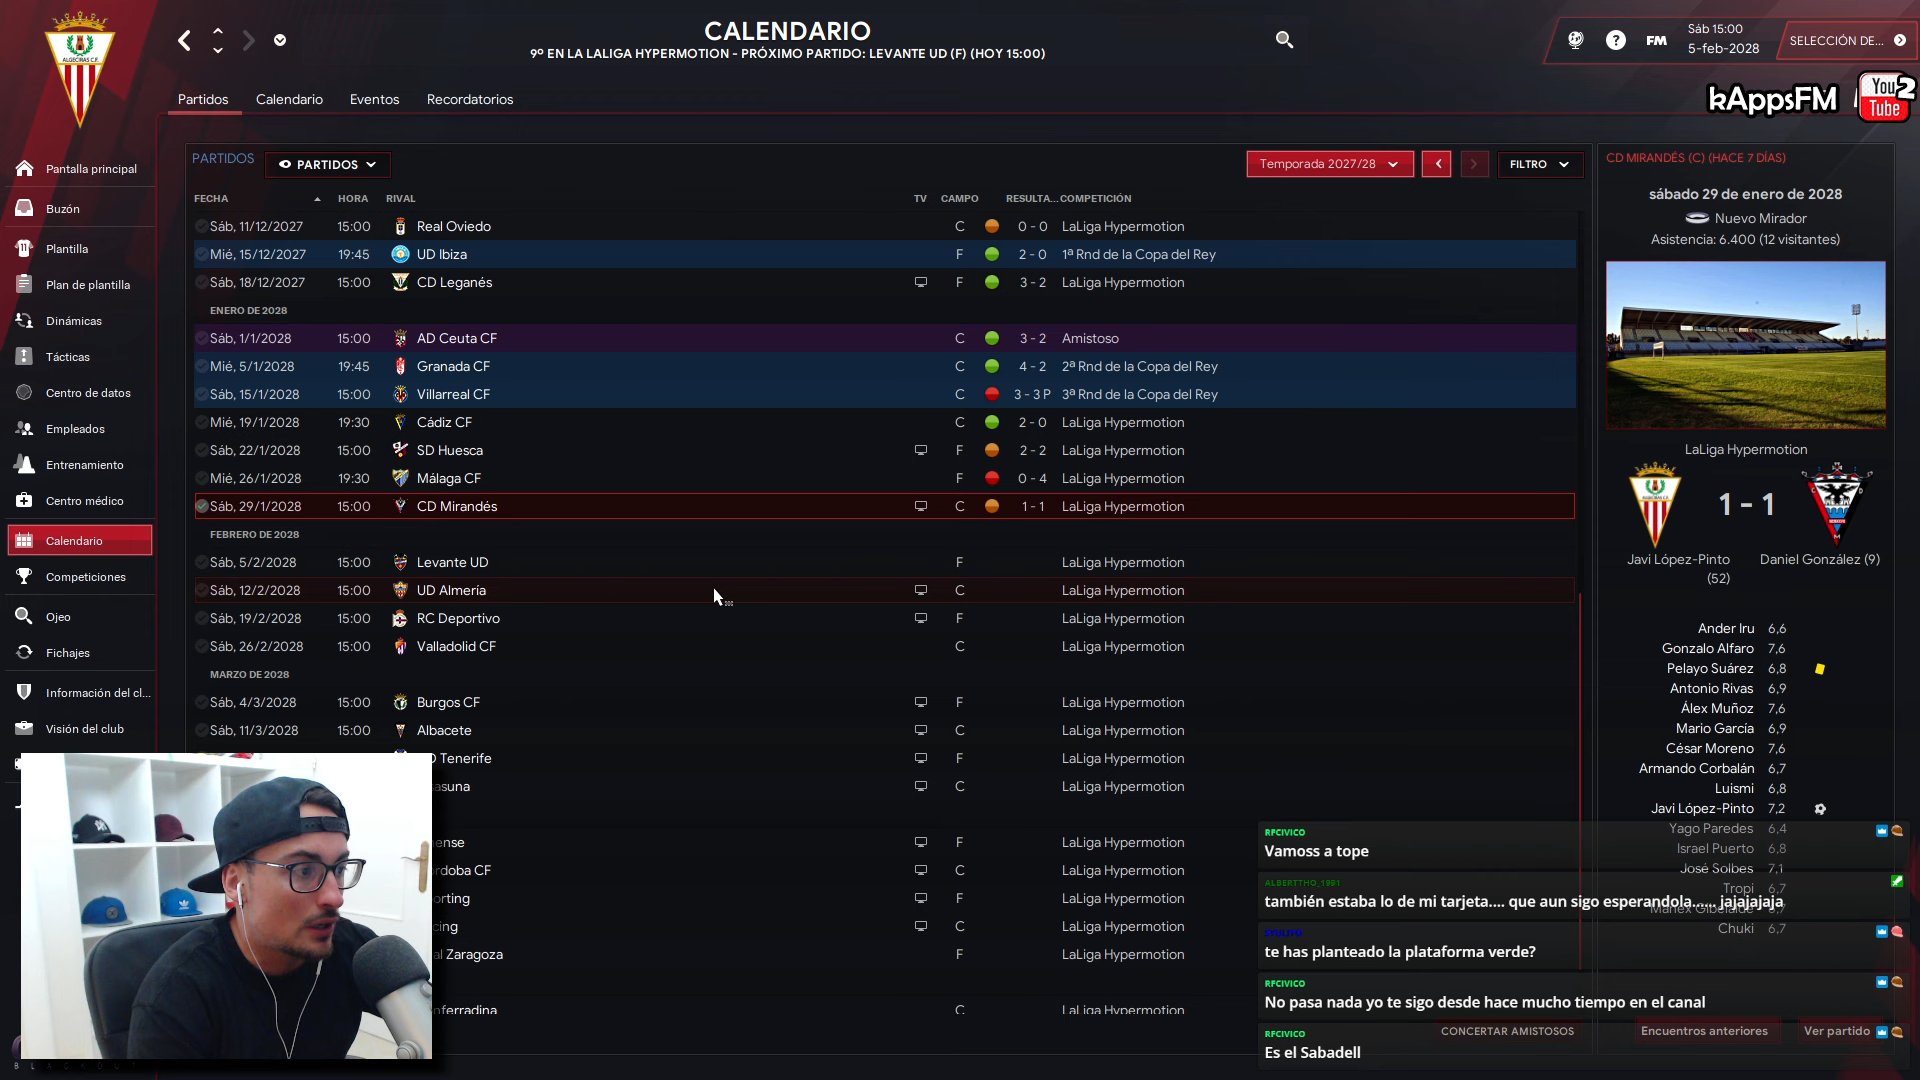 CALENDARIO
9º EN LA LALIGA HYPERMOTION - PRÓXIMO PARTIDO: LEVANTE UD (F) (HOY 15:00)
FM
Sáb 15:00
5-feb-2028
SELECCIÓN DE...
ALGECIRAS C.F.
Partidos Calendario Eventos Recordatorios
kAppsFM
You2
Tube
Pantalla principal
Buzón
Plantilla
Plan de plantilla
Dinámicas
Tácticas
Centro de datos
Empleados
Entrenamiento
Centro médico
Calendario
Competiciones
Ojeo
Fichajes
Información del cl...
Visión del club
PARTIDOS PARTIDOS Temporada 2027/28 FILTRO
FECHA HORA RIVAL TV CAMPO RESULTA... COMPETICIÓN
Sáb, 11/12/2027 15:00 Real Oviedo C 0 - 0 LaLiga Hypermotion
Mié, 15/12/2027 19:45 UD Ibiza F 2 - 0 1ª Rnd de la Copa del Rey
Sáb, 18/12/2027 15:00 CD Leganés F 3 - 2 LaLiga Hypermotion
ENERO DE 2028
Sáb, 1/1/2028 15:00 AD Ceuta CF C 3 - 2 Amistoso
Mié, 5/1/2028 19:45 Granada CF C 4 - 2 2ª Rnd de la Copa del Rey
Sáb, 15/1/2028 15:00 Villarreal CF C 3 - 3 P 3ª Rnd de la Copa del Rey
Mié, 19/1/2028 19:30 Cádiz CF C 2 - 0 LaLiga Hypermotion
Sáb, 22/1/2028 15:00 SD Huesca F 2 - 2 LaLiga Hypermotion
Mié, 26/1/2028 19:30 Málaga CF F 0 - 4 LaLiga Hypermotion
Sáb, 29/1/2028 15:00 CD Mirandés C 1 - 1 LaLiga Hypermotion
FEBRERO DE 2028
Sáb, 5/2/2028 15:00 Levante UD F LaLiga Hypermotion
Sáb, 12/2/2028 15:00 UD Almería C LaLiga Hypermotion
Sáb, 19/2/2028 15:00 RC Deportivo F LaLiga Hypermotion
Sáb, 26/2/2028 15:00 Valladolid CF C LaLiga Hypermotion
MARZO DE 2028
Sáb, 4/3/2028 15:00 Burgos CF F LaLiga Hypermotion
Sáb, 11/3/2028 15:00 Albacete C LaLiga Hypermotion
D Tenerife F LaLiga Hypermotion
asuna C LaLiga Hypermotion
ense F LaLiga Hypermotion
rdoba CF C LaLiga Hypermotion
orting F LaLiga Hypermotion
cing C LaLiga Hypermotion
al Zaragoza F LaLiga Hypermotion
nferradina C LaLiga Hypermotion
CONCERTAR AMISTOSOS
CD MIRANDÉS (C) (HACE 7 DÍAS)
sábado 29 de enero de 2028
Nuevo Mirador
Asistencia: 6.400 (12 visitantes)
LaLiga Hypermotion
1 - 1
Javi López-Pinto (52)
Daniel González (9)
Ander Iru 6,6
Gonzalo Alfaro 7,6
Pelayo Suárez 6,8
Antonio Rivas 6,9
Álex Muñoz 7,6
Mario García 6,9
César Moreno 7,6
Armando Corbalán 6,7
Luismi 6,8
Javi López-Pinto 7,2
Yago Paredes 6,4
Israel Puerto 6,8
José Solbes 7,1
Tropi 6,7
Chuki 6,7
Encuentros anteriores Ver partido
RFCIVICO
Vamoss a tope
ALBERTTHO_1991
también estaba lo de mi tarjeta.... que aun sigo esperandola...... jajajajaja
te has planteado la plataforma verde?
RFCIVICO
No pasa nada yo te sigo desde hace mucho tiempo en el canal
RFCIVICO
Es el Sabadell